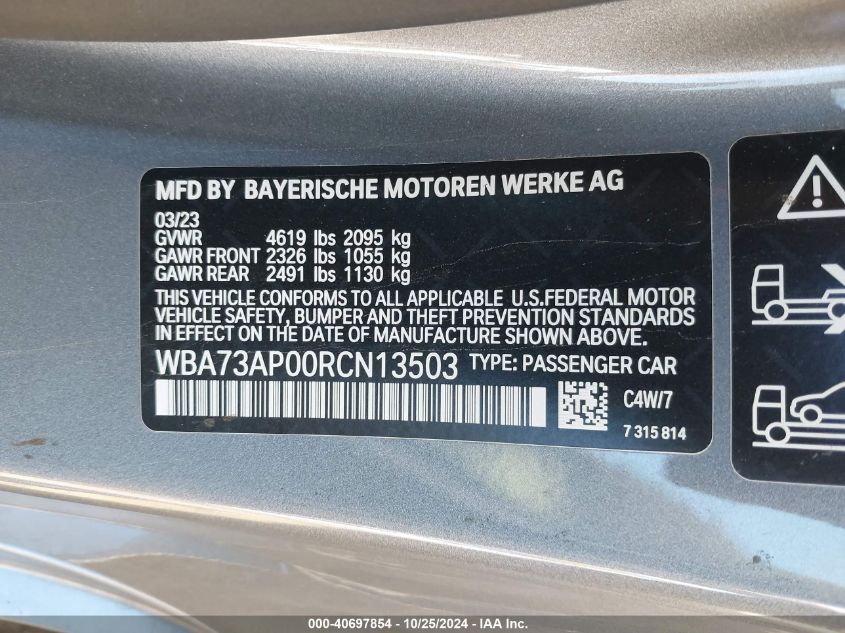 MFD BY BAYERISCHE MOTOREN WERKE AG
03/23
GVWR 4619 lbs 2095 kg
GAWR FRONT 2326 lbs 1055 kg
GAWR REAR 2491 lbs 1130 kg
THIS VEHICLE CONFORMS TO ALL APPLICABLE U.S.FEDERAL MOTOR
VEHICLE SAFETY, BUMPER AND THEFT PREVENTION STANDARDS
IN EFFECT ON THE DATE OF MANUFACTURE SHOWN ABOVE.
WBA73AP00RCN13503 TYPE: PASSENGER CAR
C4W/7
7 315 814
000-40697854 | 10/25/2024 - IAA Inc.